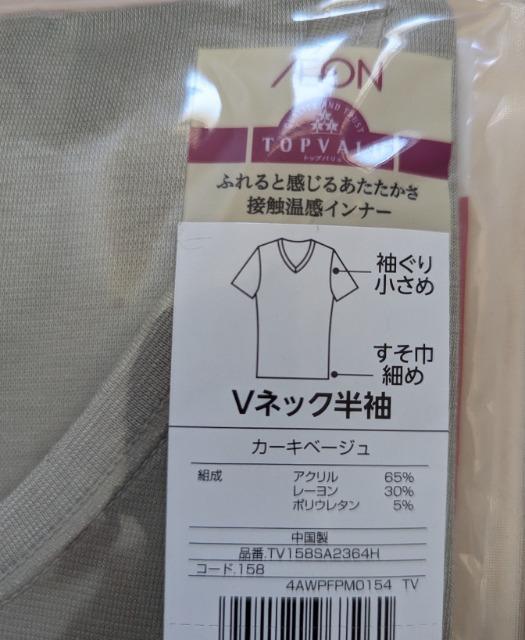 ÆON
TOPVALU
トップバリュ
ふれると感じるあたたかさ
接触温感インナー
袖ぐり
小さめ
すそ巾
細め
Vネック半袖
カーキベージュ
組成 アクリル 65%
レーヨン 30%
ポリウレタン 5%
中国製
品番.TV158SA2364H
コード.158
4AWPFPM0154 TV